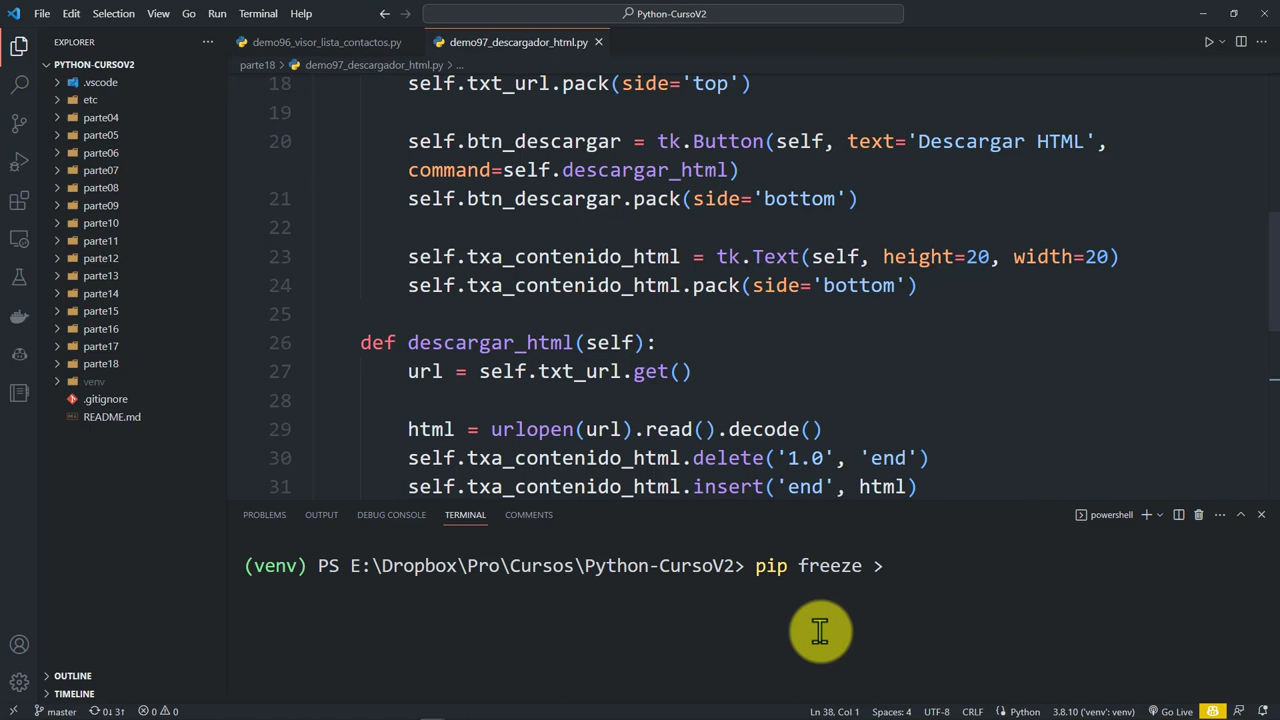 File Edit Selection View Go Run Terminal Help
Python-CursoV2
EXPLORER
demo96_visor_lista_contactos.py
demo97_descargador_html.py
PYTHON-CURSOV2
parte18 > demo97_descargador_html.py > ...
.vscode
etc
parte04
parte05
parte06
parte07
parte08
parte09
parte10
parte11
parte12
parte13
parte14
parte15
parte16
parte17
parte18
venv
.gitignore
README.md
OUTLINE
TIMELINE
18 self.txt_url.pack(side='top')
19
20 self.btn_descargar = tk.Button(self, text='Descargar HTML',
command=self.descargar_html)
21 self.btn_descargar.pack(side='bottom')
22
23 self.txa_contenido_html = tk.Text(self, height=20, width=20)
24 self.txa_contenido_html.pack(side='bottom')
25
26 def descargar_html(self):
27 url = self.txt_url.get()
28
29 html = urlopen(url).read().decode()
30 self.txa_contenido_html.delete('1.0', 'end')
31 self.txa_contenido_html.insert('end', html)
PROBLEMS OUTPUT DEBUG CONSOLE TERMINAL COMMENTS
powershell
(venv) PS E:\Dropbox\Pro\Cursos\Python-CursoV2> pip freeze >
master 0↓ 3↑ 0 0
Ln 38, Col 1 Spaces: 4 UTF-8 CRLF Python 3.8.10 ('venv': venv) Go Live